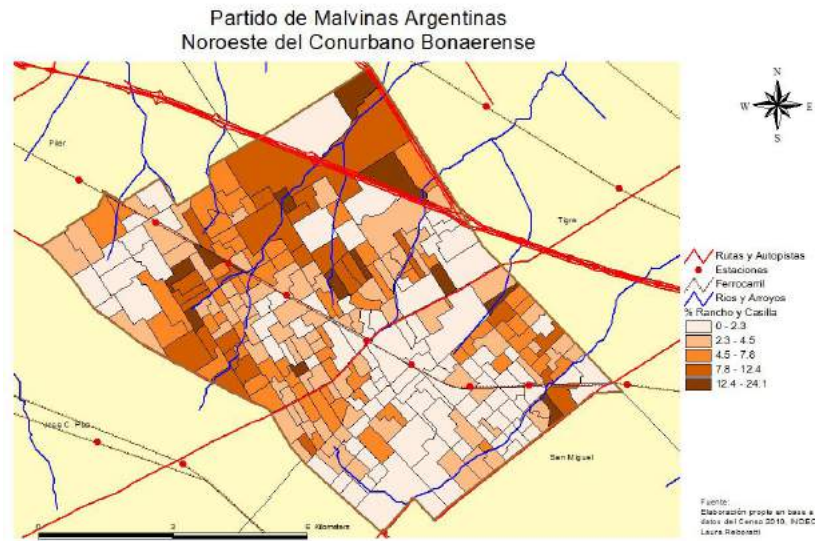 Partido de Malvinas Argentinas
Noroeste del Conurbano Bonaerense
N
W
E
S
Pilar
Tigre
San Miguel
Jose C. Paz
0
3
6 Kilometers
Rutas y Autopistas
Estaciones
Ferrocarril
Rios y Arroyos
% Rancho y Casilla
0 - 2.3
2.3 - 4.5
4.5 - 7.8
7.8 - 12.4
12.4 - 24.1
Fuente:
Elaboración propia en base a
datos del Censo 2010, INDEC
Laura Reboratti